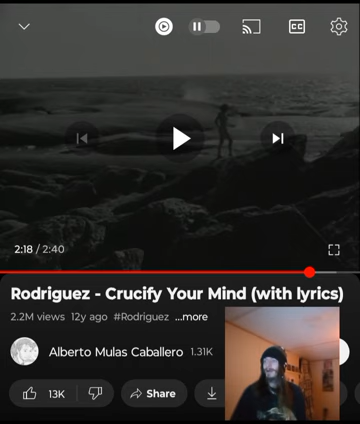 CC
2:18 / 2:40
Rodriguez - Crucify Your Mind (with lyrics)
2.2M views 12y ago #Rodriguez ...more
Alberto Mulas Caballero 1.31K
13K Share